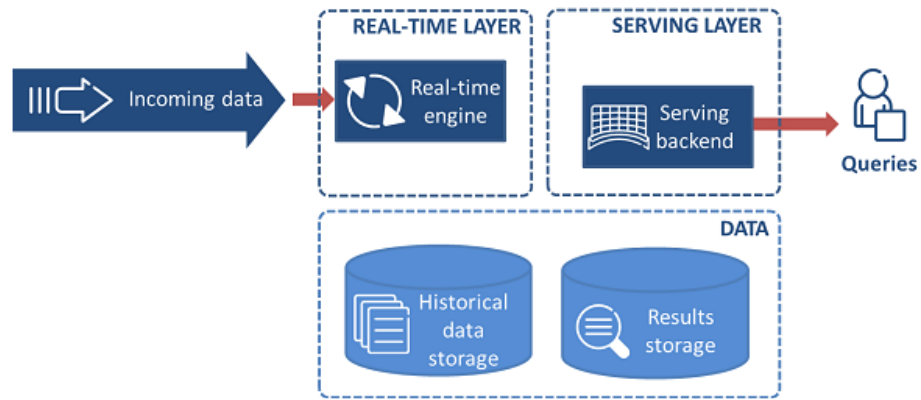 REAL-TIME LAYER
SERVING LAYER
Incoming data
Real-time
engine
Serving
backend
Queries
DATA
Historical
data
storage
Results
storage